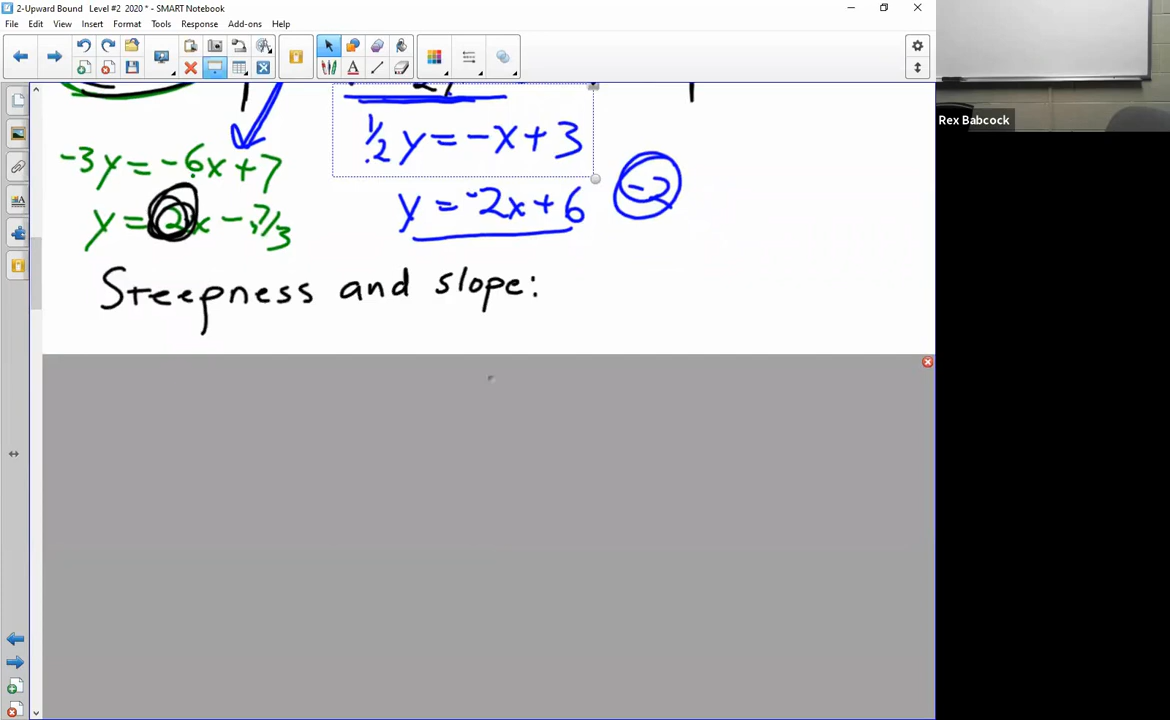 2-Upward Bound Level #2 2020 * - SMART Notebook
File Edit View Insert Format Tools Response Add-ons Help
½ y = -x + 3
-3y = -6x + 7
y = -2x + 6
-2
y = 2x - 7/3
Steepness and slope:
Rex Babcock